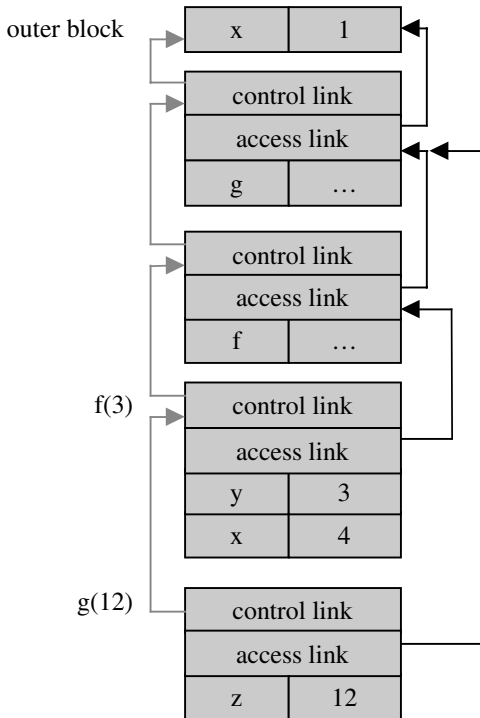 outer block
x 1
control link
access link
g ...
control link
access link
f ...
f(3)
control link
access link
y 3
x 4
g(12)
control link
access link
z 12